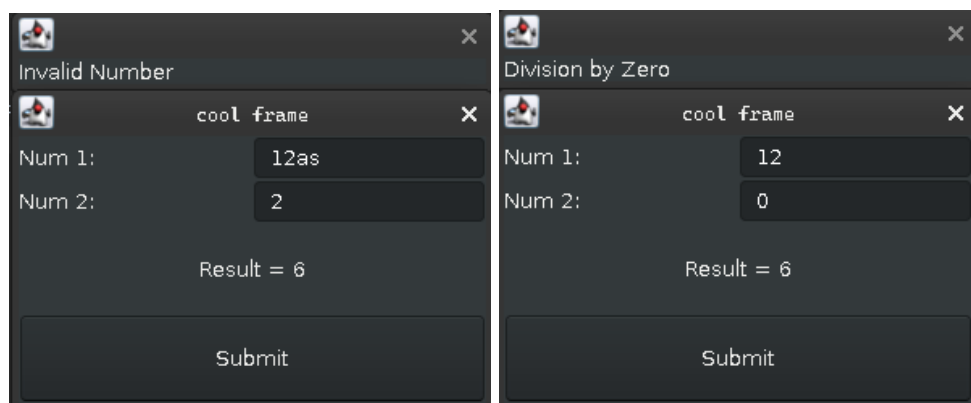 Invalid Number
cool frame
Num 1: 12as
Num 2: 2
Result = 6
Submit
Division by Zero
cool frame
Num 1: 12
Num 2: 0
Result = 6
Submit